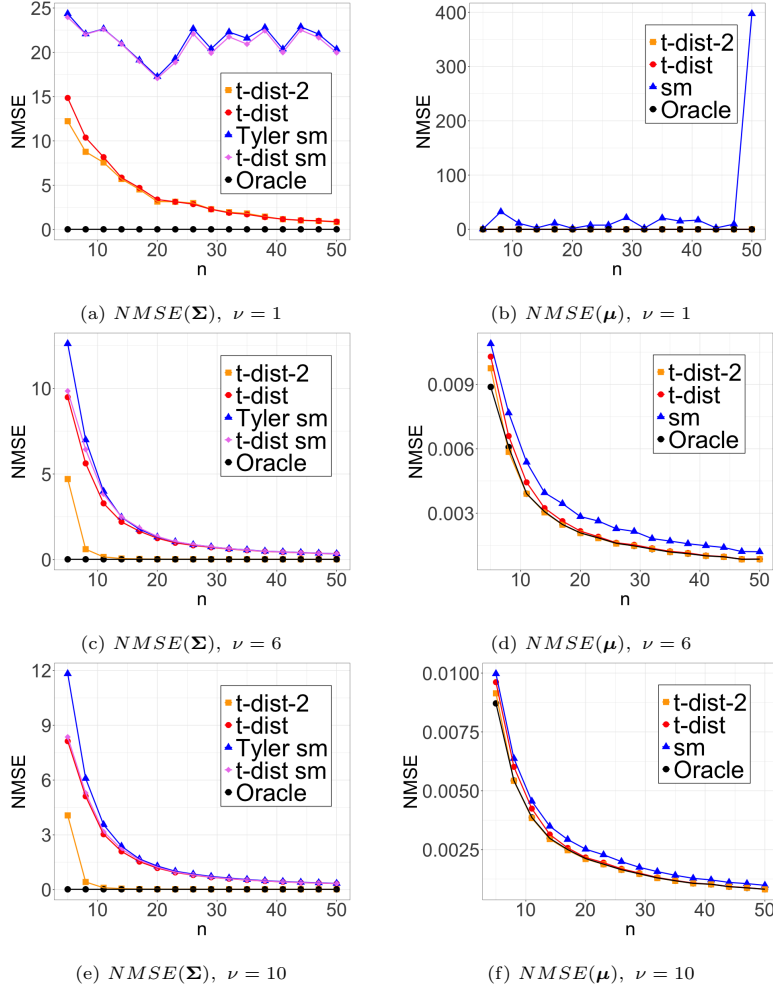 NMSE
25
20
15
10
5
0
t-dist-2
t-dist
Tyler sm
t-dist sm
Oracle
10 20 30 40 50
n
(a) NMSE(Σ), ν = 1
NMSE
400
300
200
100
0
t-dist-2
t-dist
sm
Oracle
10 20 30 40 50
n
(b) NMSE(μ), ν = 1
NMSE
10
5
0
t-dist-2
t-dist
Tyler sm
t-dist sm
Oracle
10 20 30 40 50
n
(c) NMSE(Σ), ν = 6
NMSE
0.009
0.006
0.003
t-dist-2
t-dist
sm
Oracle
10 20 30 40 50
n
(d) NMSE(μ), ν = 6
NMSE
12
9
6
3
0
t-dist-2
t-dist
Tyler sm
t-dist sm
Oracle
10 20 30 40 50
n
(e) NMSE(Σ), ν = 10
NMSE
0.0100
0.0075
0.0050
0.0025
t-dist-2
t-dist
sm
Oracle
10 20 30 40 50
n
(f) NMSE(μ), ν = 10